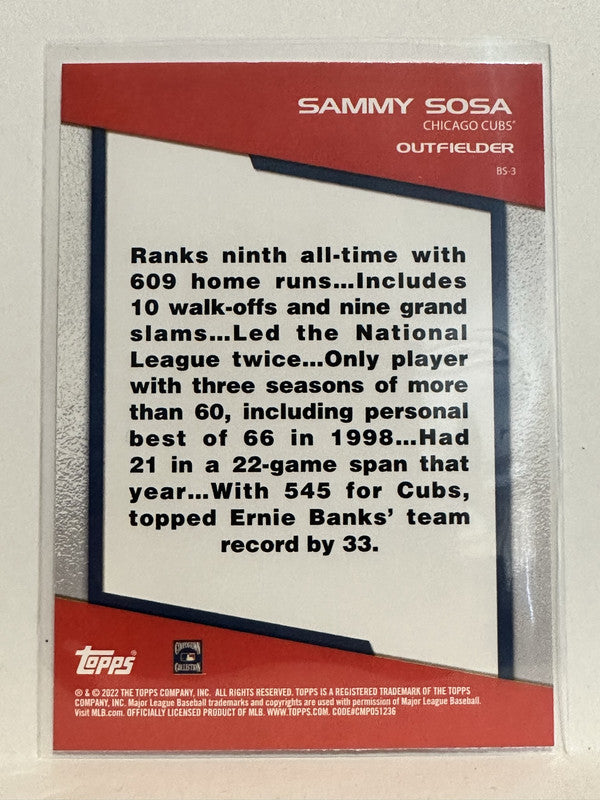 SAMMY SOSA
CHICAGO CUBS®
OUTFIELDER
BS-3
Ranks ninth all-time with
609 home runs...Includes
10 walk-offs and nine grand
slams...Led the National
League twice...Only player
with three seasons of more
than 60, including personal
best of 66 in 1998...Had
21 in a 22-game span that
year...With 545 for Cubs,
topped Ernie Banks’ team
record by 33.
topps®
COOPERSTOWN
COLLECTION
® & © 2022 THE TOPPS COMPANY, INC. ALL RIGHTS RESERVED. TOPPS IS A REGISTERED TRADEMARK OF THE TOPPS
COMPANY, INC. Major League Baseball trademarks and copyrights are used with permission of Major League Baseball.
Visit MLB.com. OFFICIALLY LICENSED PRODUCT OF MLB. WWW.TOPPS.COM. CODE#CMP051236